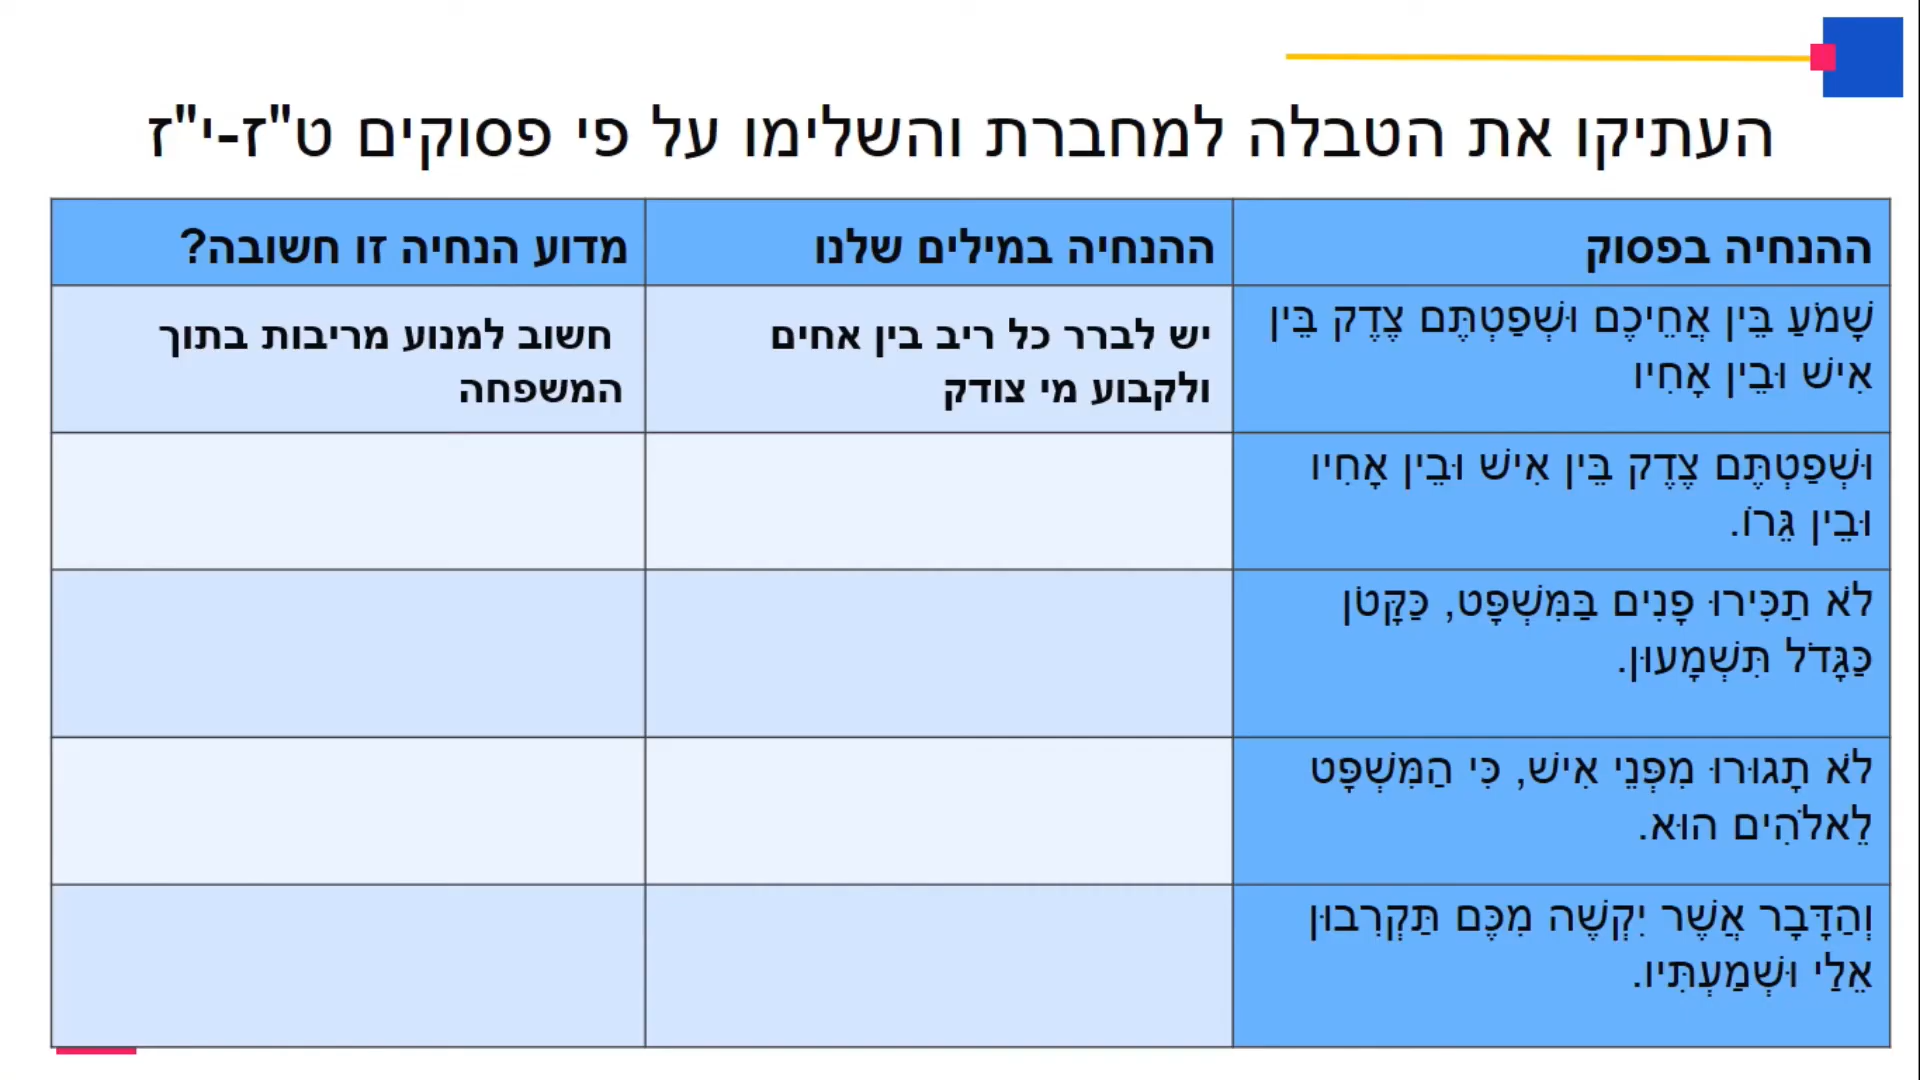 העתיקו את הטבלה למחברת והשלימו על פי פסוקים ט"ז-י"ז
ההנחיה בפסוק
ההנחיה במילים שלנו
מדוע הנחיה זו חשובה?
שָׁמֹעַ בֵּין אֲחֵיכֶם וּשְׁפַטְתֶּם צֶדֶק בֵּין
אִישׁ וּבֵין אָחִיו
יש לברר כל ריב בין אחים
ולקבוע מי צודק
חשוב למנוע מריבות בתוך
המשפחה
וּשְׁפַטְתֶּם צֶדֶק בֵּין אִישׁ וּבֵין אָחִיו
וּבֵין גֵּרוֹ.
לֹא תַכִּירוּ פָנִים בַּמִּשְׁפָּט, כַּקָּטֹן
כַּגָּדֹל תִּשְׁמָעוּן.
לֹא תָגוּרוּ מִפְּנֵי אִישׁ, כִּי הַמִּשְׁפָּט
לֵאלֹהִים הוּא.
וְהַדָּבָר אֲשֶׁר יִקְשֶׁה מִכֶּם תַּקְרִבוּן
אֵלַי וּשְׁמַעְתִּיו.